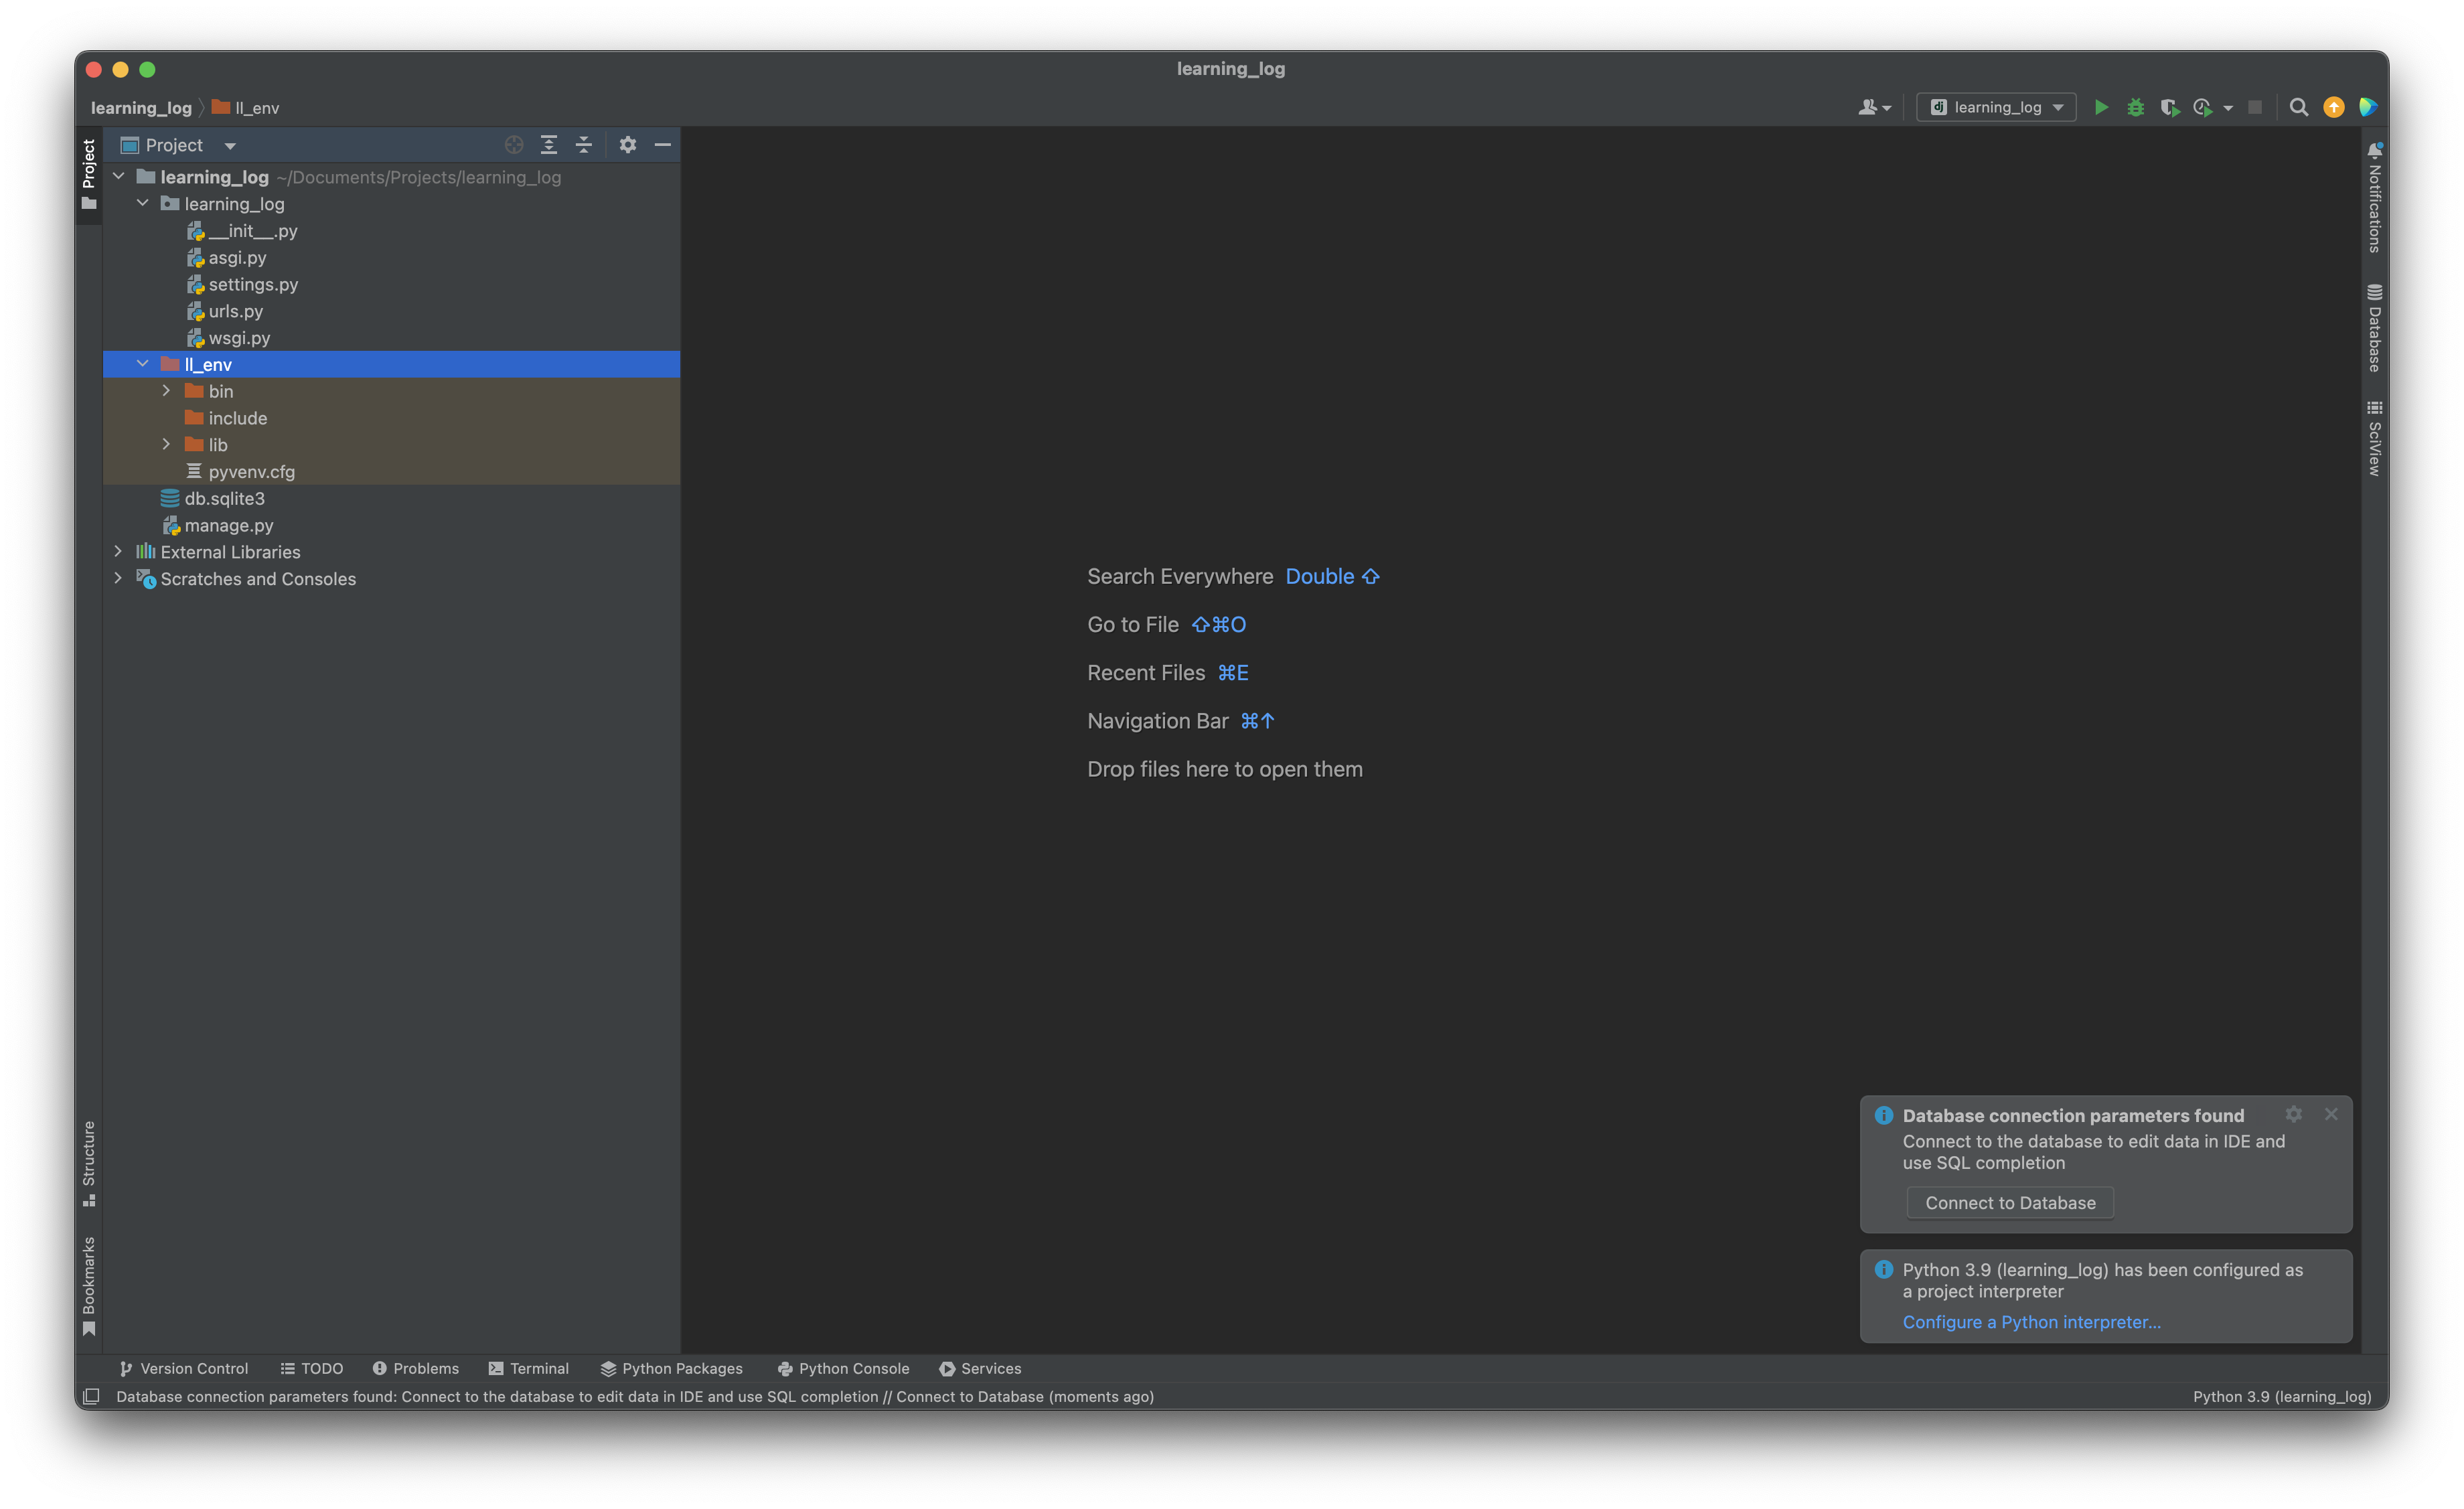 learning_log
learning_log
ll_env
learning_log
Project
Project
learning_log ~/Documents/Projects/learning_log
learning_log
__init__.py
asgi.py
settings.py
urls.py
wsgi.py
ll_env
bin
include
lib
pyvenv.cfg
db.sqlite3
manage.py
External Libraries
Scratches and Consoles
Structure
Bookmarks
Search Everywhere Double ⇧
Go to File ⇧⌘O
Recent Files ⌘E
Navigation Bar ⌘↑
Drop files here to open them
Notifications
Database
SciView
Database connection parameters found
Connect to the database to edit data in IDE and
use SQL completion
Connect to Database
Python 3.9 (learning_log) has been configured as
a project interpreter
Configure a Python interpreter...
Version Control TODO Problems Terminal Python Packages Python Console Services
Database connection parameters found: Connect to the database to edit data in IDE and use SQL completion // Connect to Database (moments ago)
Python 3.9 (learning_log)